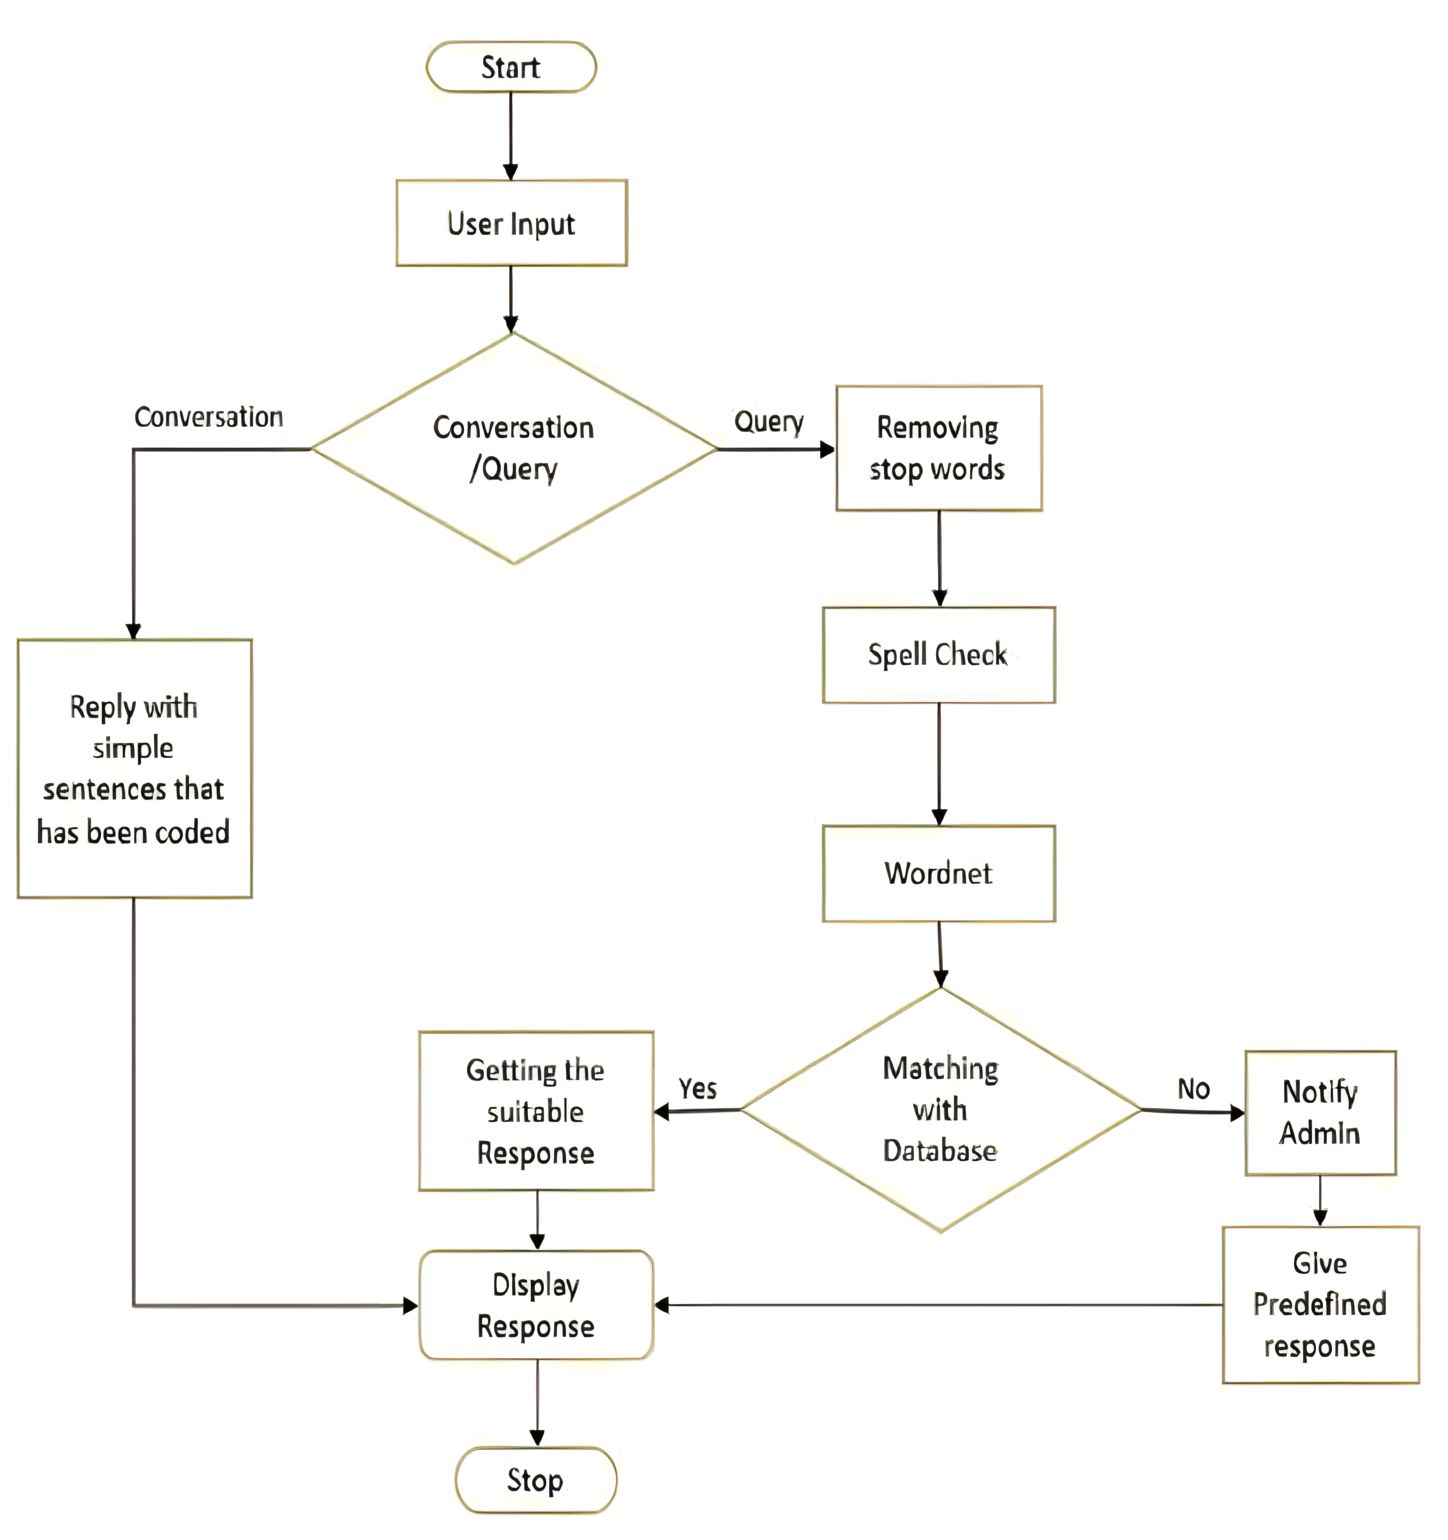 Start
User Input
Conversation
Conversation
/Query
Query
Removing
stop words
Spell Check
Reply with
simple
sentences that
has been coded
Wordnet
Getting the
suitable
Response
Yes
Matching
with
Database
No
Notify
Admin
Display
Response
Give
Predefined
response
Stop